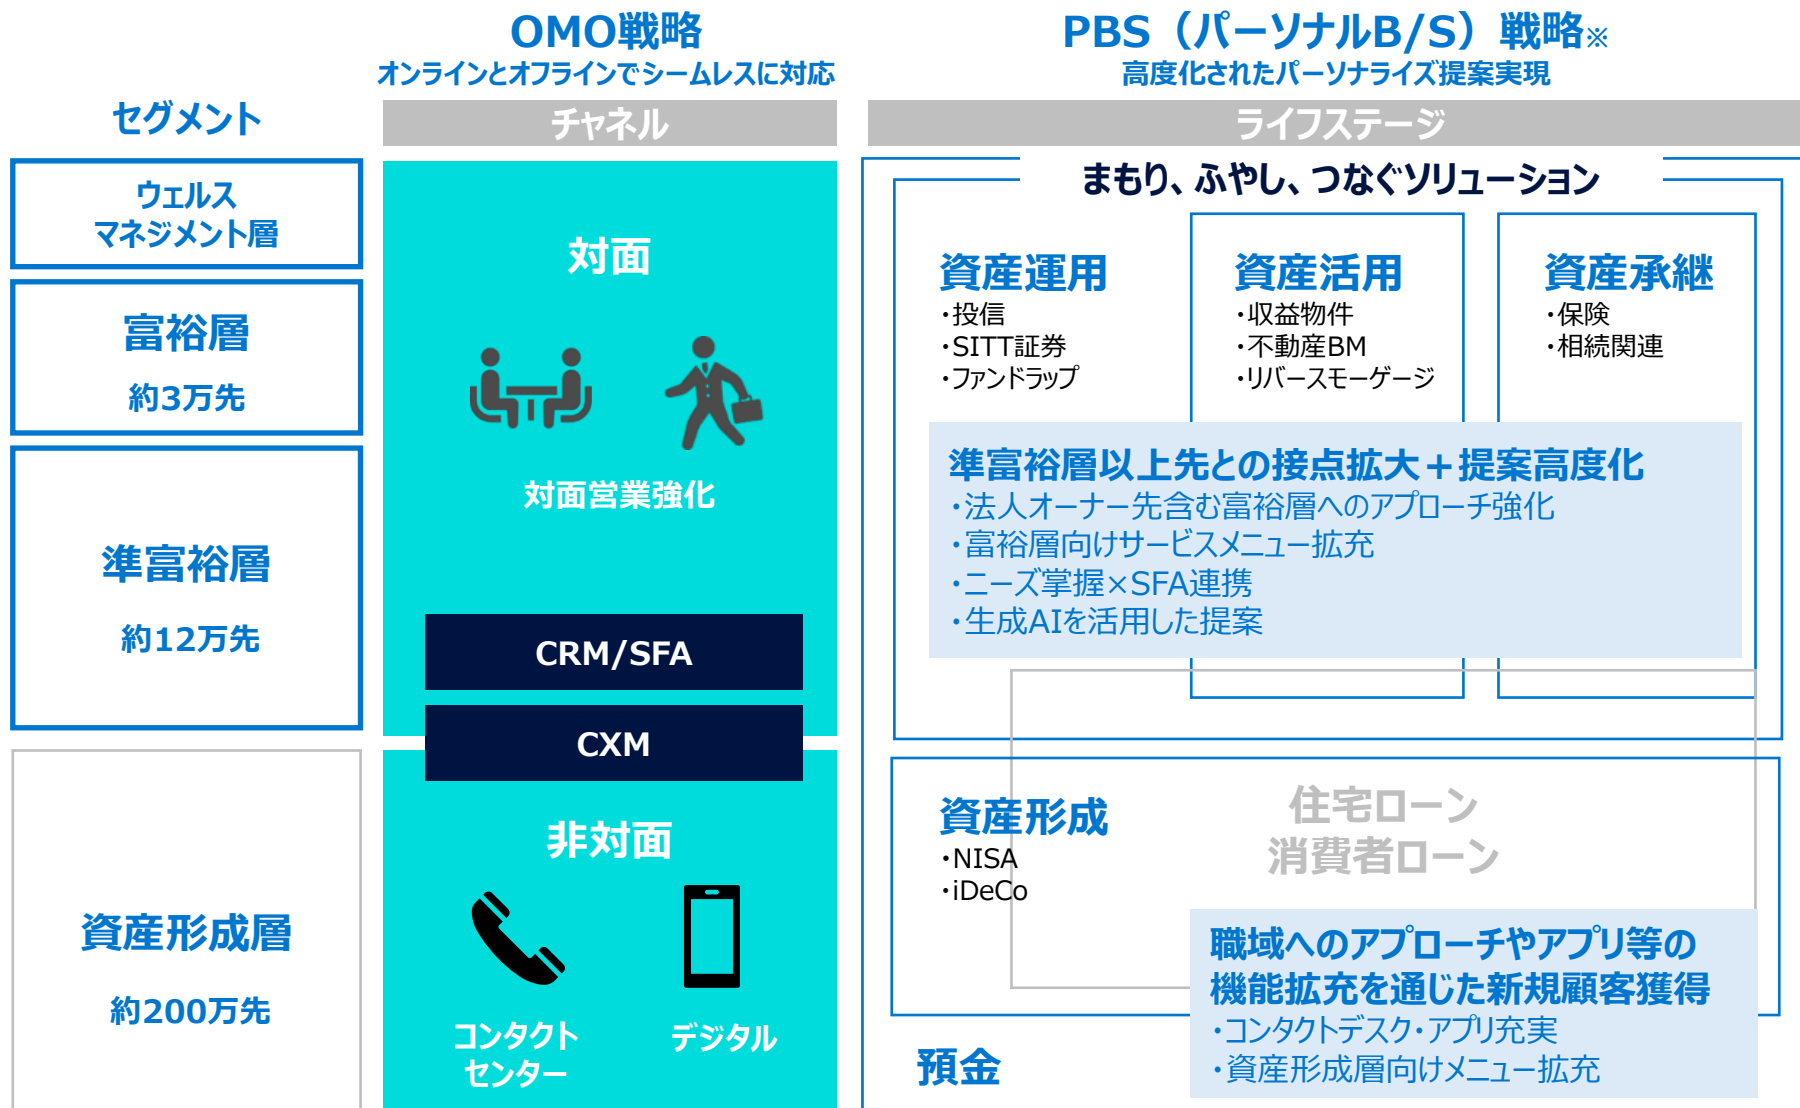 OMO戦略
オンラインとオフラインでシームレスに対応
PBS（パーソナルB/S）戦略※
高度化されたパーソナライズ提案実現
セグメント
チャネル
ライフステージ
ウェルス
マネジメント層
富裕層
約3万先
準富裕層
約12万先
資産形成層
約200万先
対面
対面営業強化
CRM/SFA
CXM
非対面
コンタクト
センター
デジタル
まもり、ふやし、つなぐソリューション
資産運用
・投信
・SITT証券
・ファンドラップ
資産活用
・収益物件
・不動産BM
・リバースモーゲージ
資産承継
・保険
・相続関連
準富裕層以上先との接点拡大＋提案高度化
・法人オーナー先含む富裕層へのアプローチ強化
・富裕層向けサービスメニュー拡充
・ニーズ掌握×SFA連携
・生成AIを活用した提案
資産形成
・NISA
・iDeCo
住宅ローン
消費者ローン
職域へのアプローチやアプリ等の
機能拡充を通じた新規顧客獲得
・コンタクトデスク・アプリ充実
・資産形成層向けメニュー拡充
預金